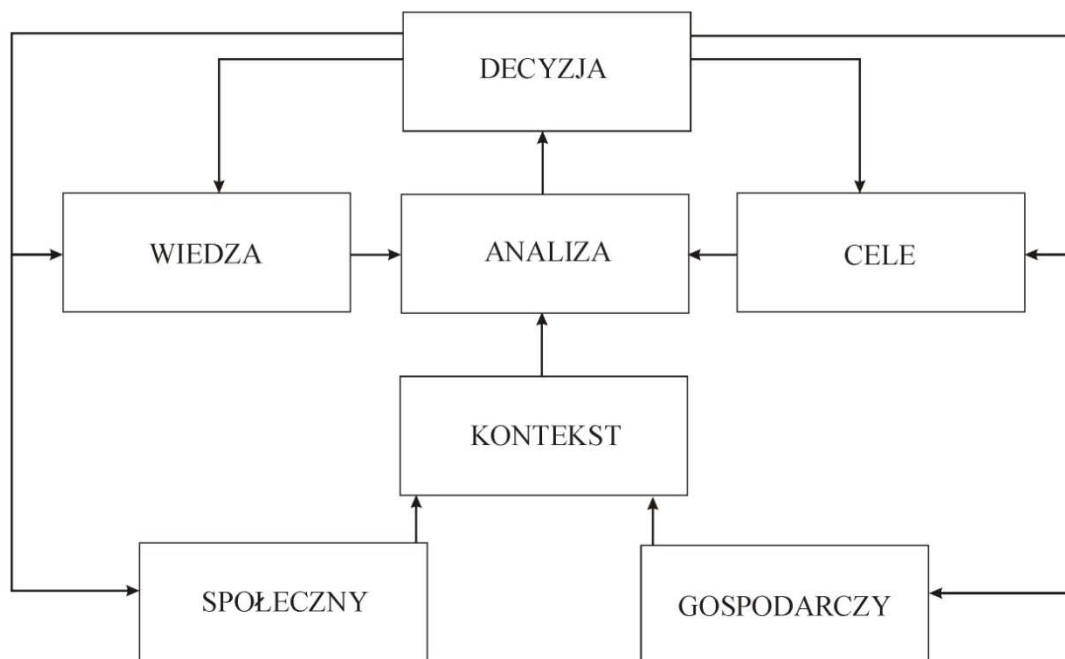 DECYZJA
WIEDZA
ANALIZA
CELE
KONTEKST
SPOŁECZNY
GOSPODARCZY